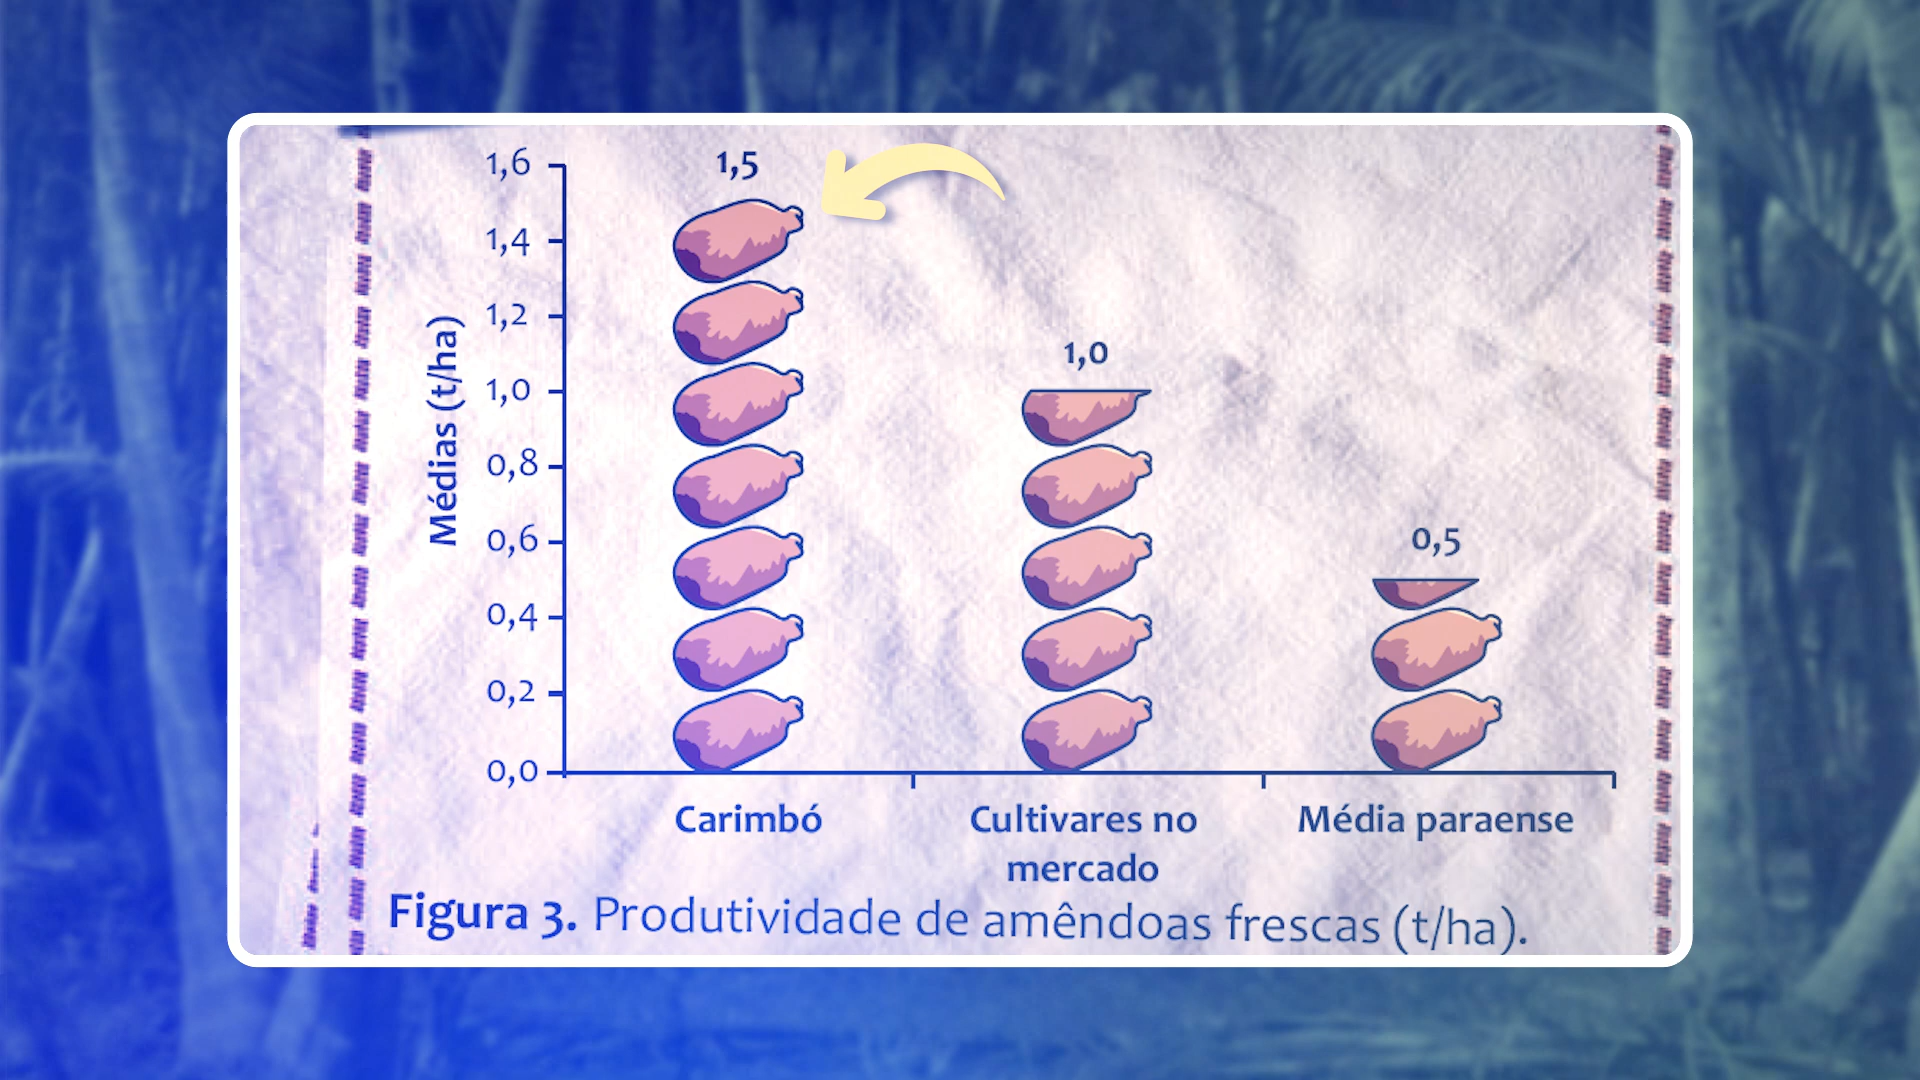 1,6
1,4
1,2
1,0
0,8
0,6
0,4
0,2
0,0
Médias (t/ha)
1,5
1,0
0,5
Carimbó
Cultivares no
mercado
Média paraense
Figura 3. Produtividade de amêndoas frescas (t/ha).